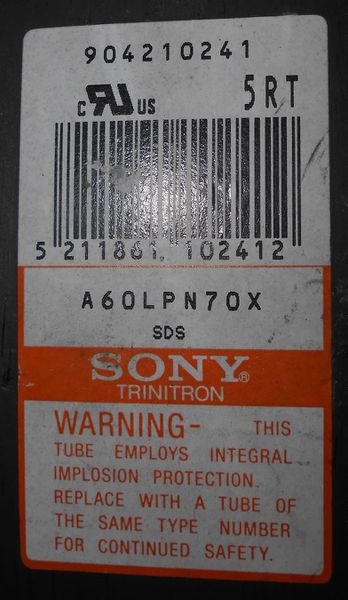 904210241
c RU US 5RT
5 211861 102412
A60LPN70X
SDS
SONY®
TRINITRON
WARNING- THIS
TUBE EMPLOYS INTEGRAL
IMPLOSION PROTECTION.
REPLACE WITH A TUBE OF
THE SAME TYPE NUMBER
FOR CONTINUED SAFETY.